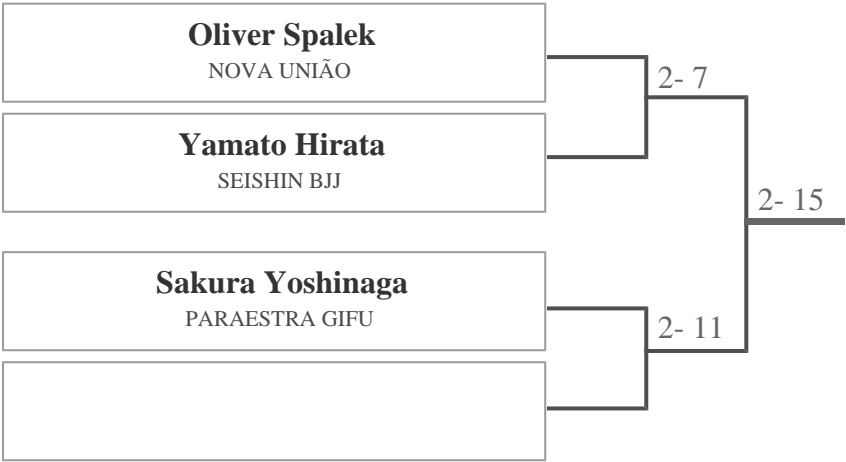 Oliver Spalek
NOVA UNIÃO
2- 7
Yamato Hirata
SEISHIN BJJ
2- 15
Sakura Yoshinaga
PARAESTRA GIFU
2- 11